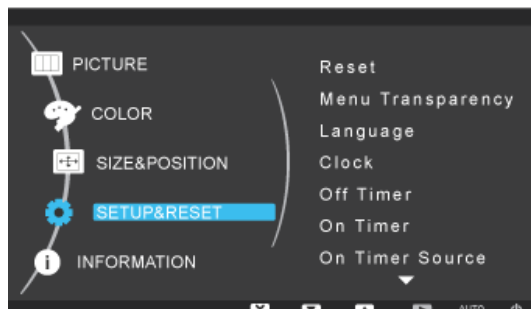 PICTURE
COLOR
SIZE&POSITION
SETUP&RESET
INFORMATION
Reset
Menu Transparency
Language
Clock
Off Timer
On Timer
On Timer Source
AUTO